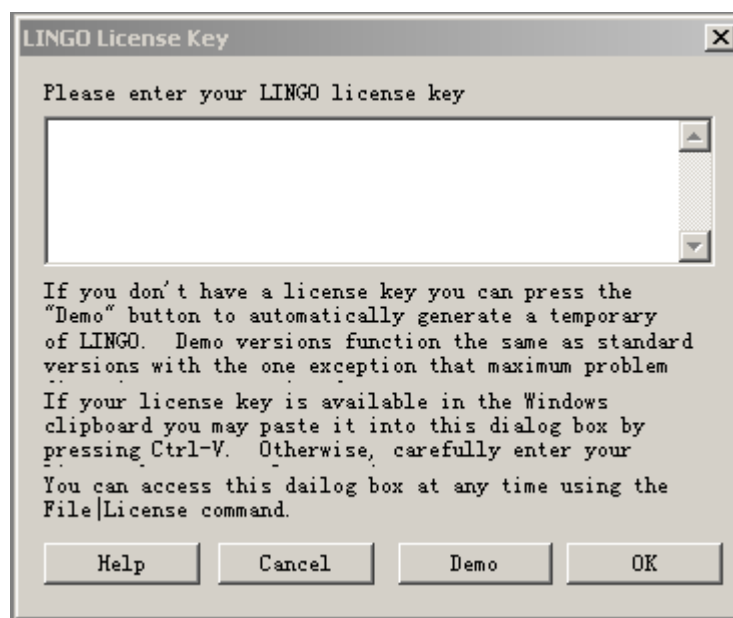 LINGO License Key
Please enter your LINGO license key
If you don't have a license key you can press the
"Demo" button to automatically generate a temporary
of LINGO.  Demo versions function the same as standard
versions with the one exception that maximum problem
If your license key is available in the Windows
clipboard you may paste it into this dialog box by
pressing Ctrl-V.  Otherwise, carefully enter your
You can access this dailog box at any time using the
File|License command.
Help
Cancel
Demo
OK